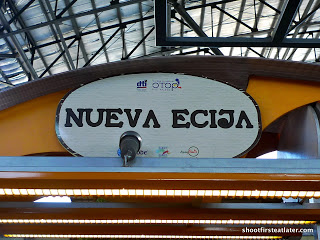 dti OTOP
NUEVA ECIJA
shootfirsteatlater.com